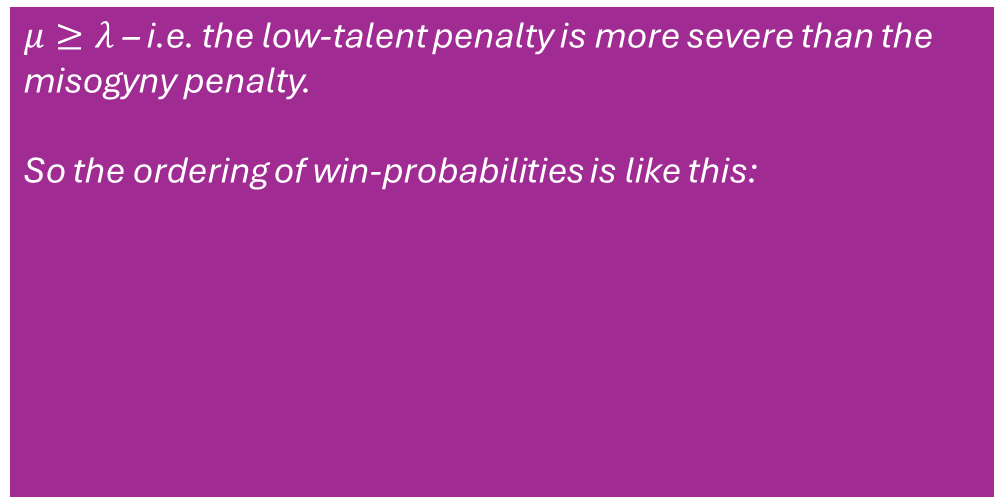 μ ≥ λ – i.e. the low-talent penalty is more severe than the
misogyny penalty.
So the ordering of win-probabilities is like this: